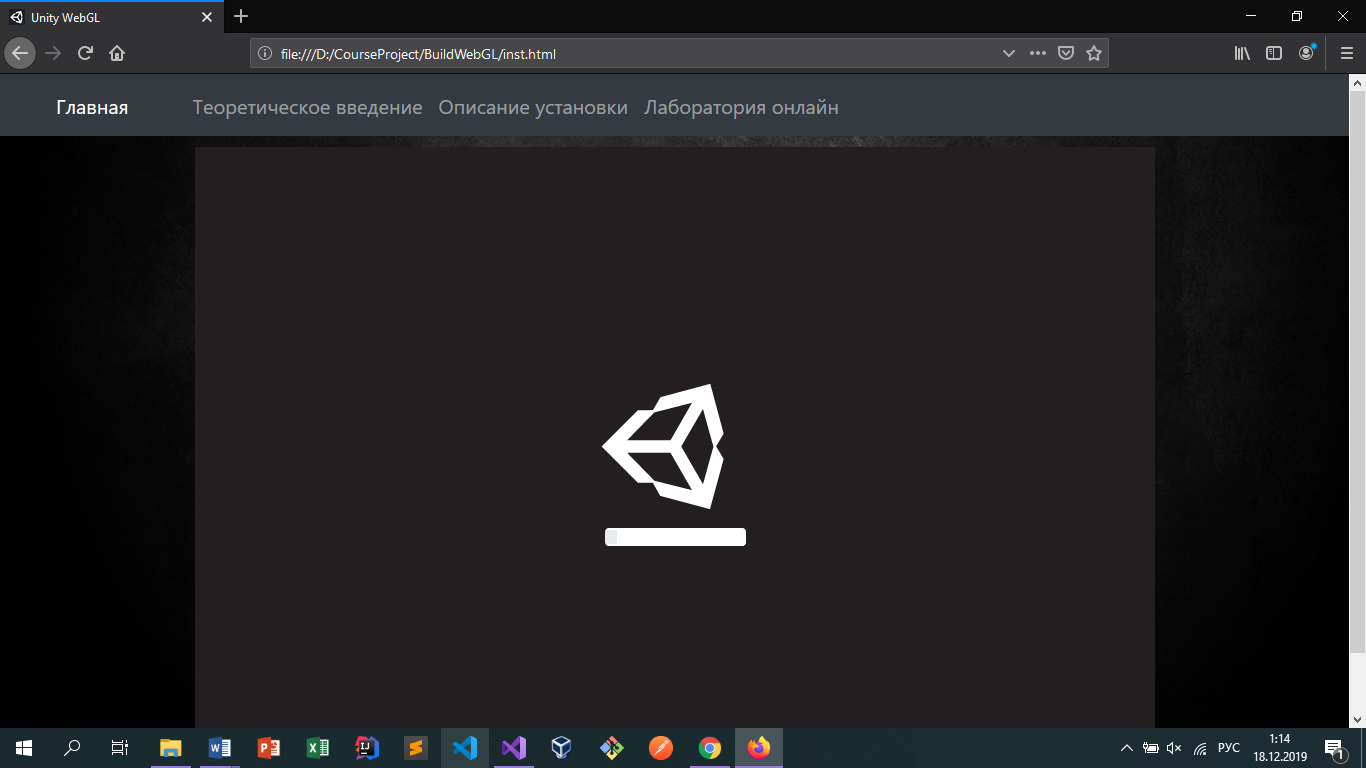 Unity WebGL
file:///D:/CourseProject/BuildWebGL/inst.html
Главная Теоретическое введение Описание установки Лаборатория онлайн
РУС
1:14
18.12.2019
1